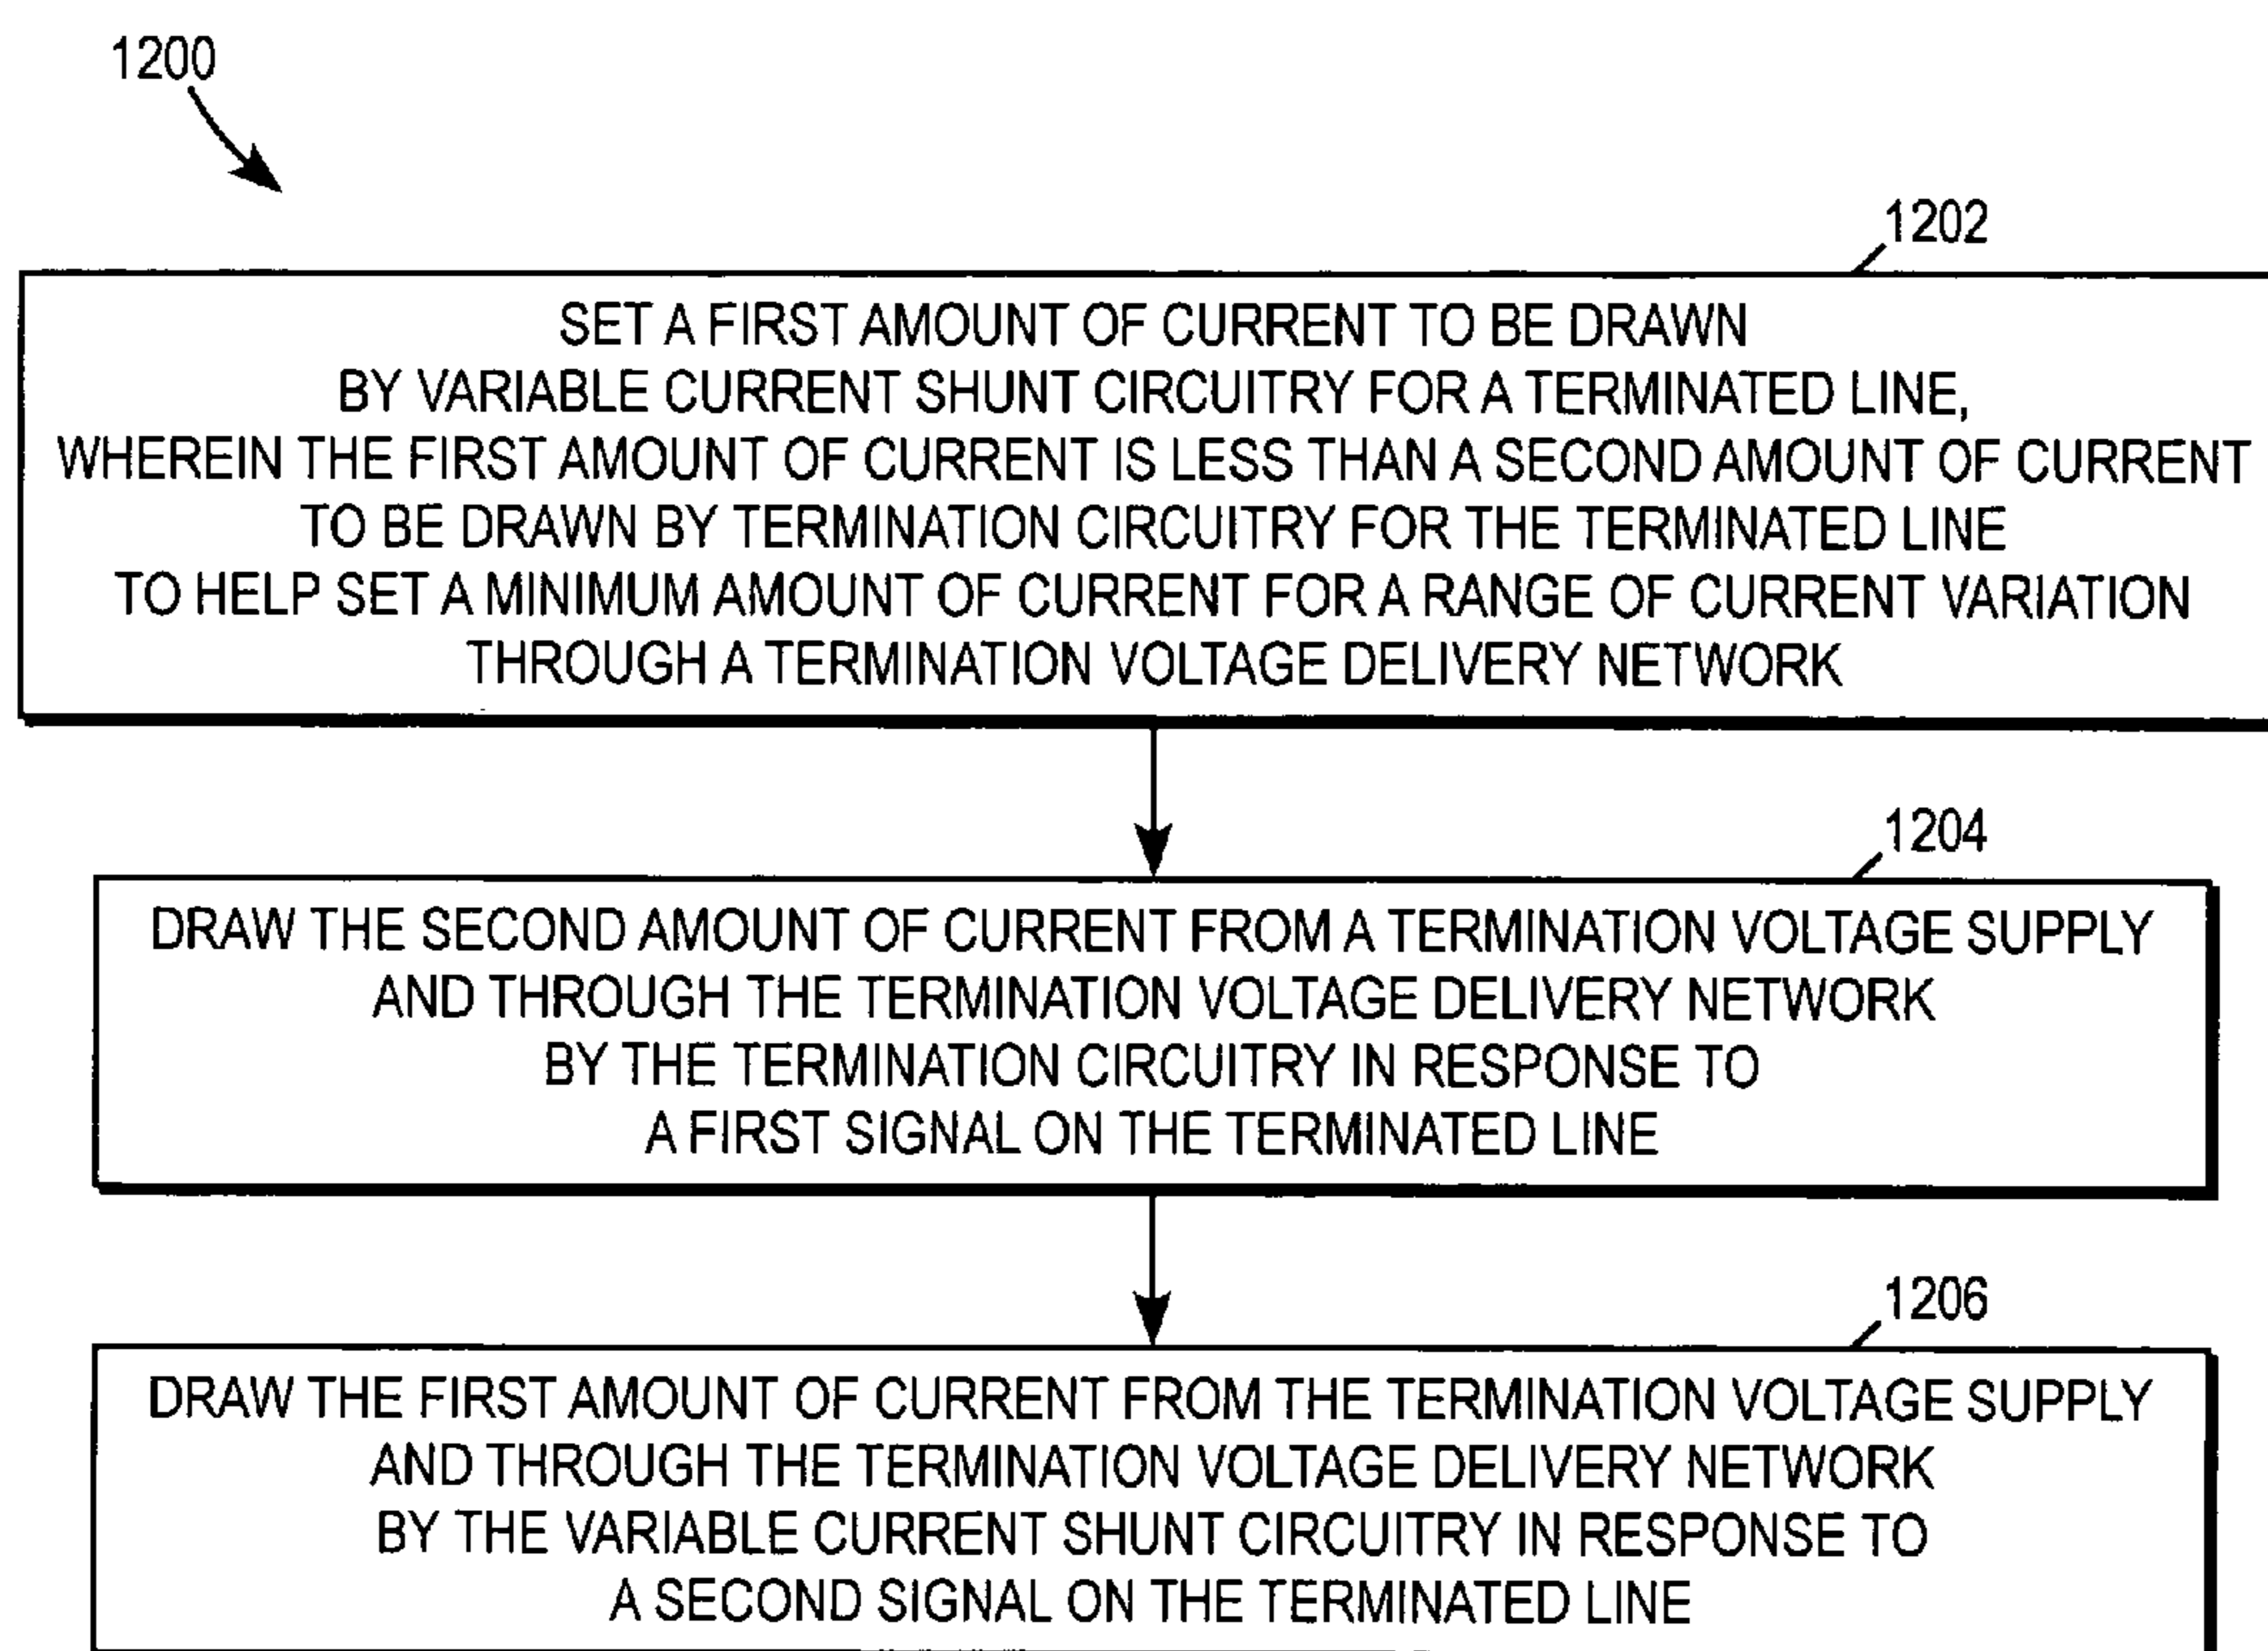 1200
1202
SET A FIRST AMOUNT OF CURRENT TO BE DRAWN
BY VARIABLE CURRENT SHUNT CIRCUITRY FOR A TERMINATED LINE,
WHEREIN THE FIRST AMOUNT OF CURRENT IS LESS THAN A SECOND AMOUNT OF CURRENT
TO BE DRAWN BY TERMINATION CIRCUITRY FOR THE TERMINATED LINE
TO HELP SET A MINIMUM AMOUNT OF CURRENT FOR A RANGE OF CURRENT VARIATION
THROUGH A TERMINATION VOLTAGE DELIVERY NETWORK
1204
DRAW THE SECOND AMOUNT OF CURRENT FROM A TERMINATION VOLTAGE SUPPLY
AND THROUGH THE TERMINATION VOLTAGE DELIVERY NETWORK
BY THE TERMINATION CIRCUITRY IN RESPONSE TO
A FIRST SIGNAL ON THE TERMINATED LINE
1206
DRAW THE FIRST AMOUNT OF CURRENT FROM THE TERMINATION VOLTAGE SUPPLY
AND THROUGH THE TERMINATION VOLTAGE DELIVERY NETWORK
BY THE VARIABLE CURRENT SHUNT CIRCUITRY IN RESPONSE TO
A SECOND SIGNAL ON THE TERMINATED LINE